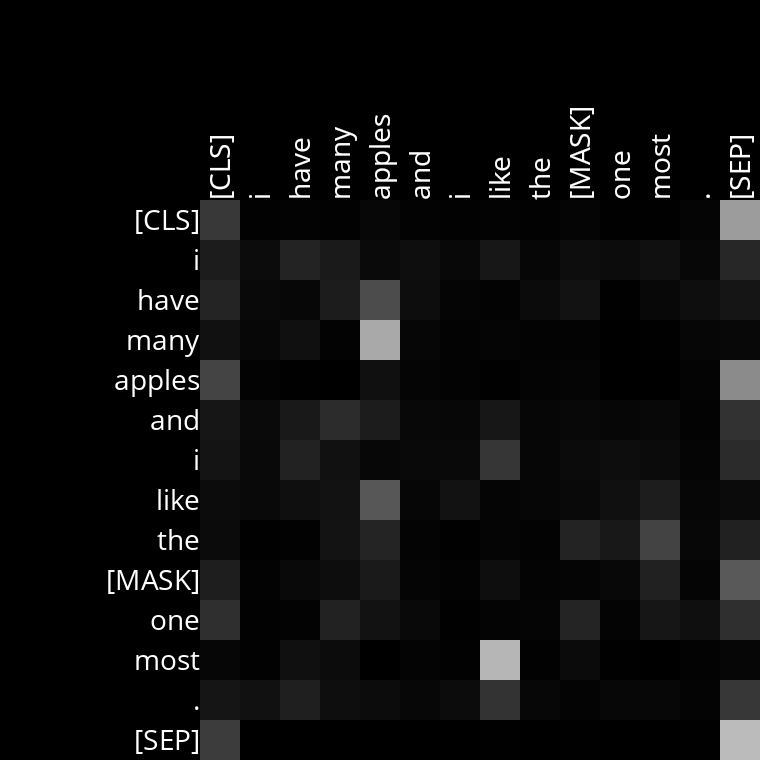 [CLS] i have many apples and i like the [MASK] one most . [SEP]
[CLS]
i
have
many
apples
and
i
like
the
[MASK]
one
most
.
[SEP]